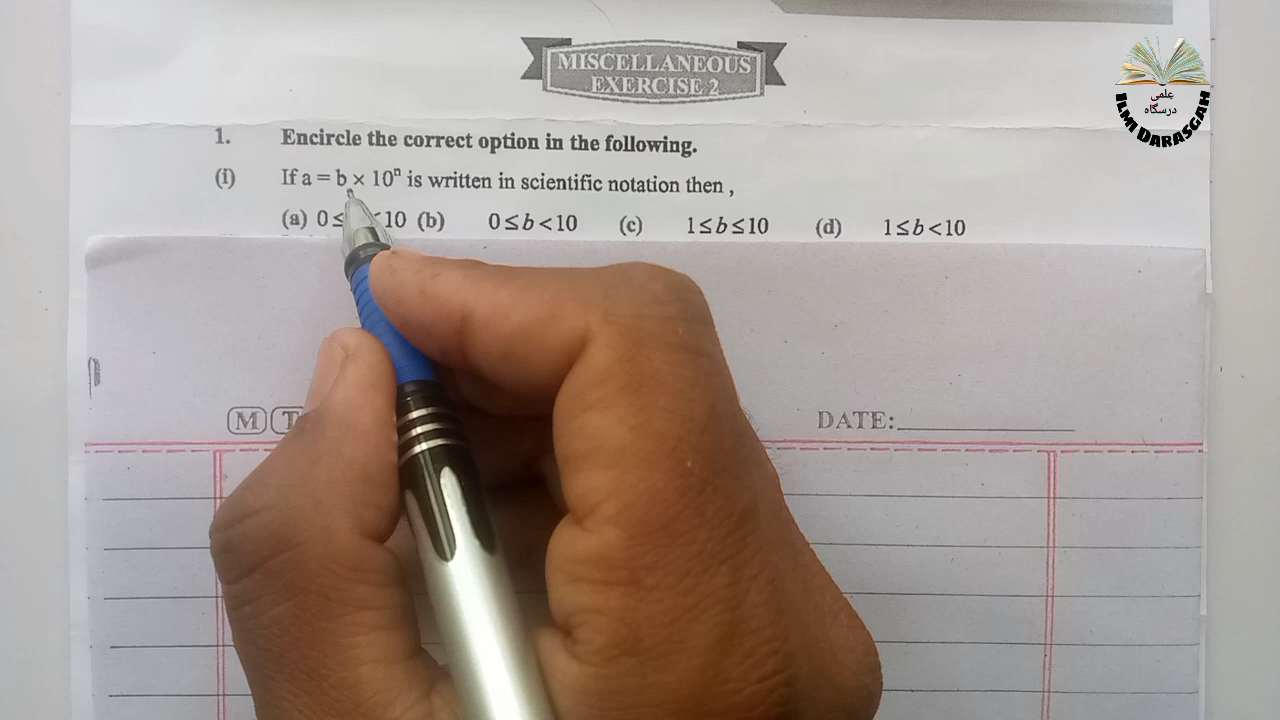 MISCELLANEOUS
EXERCISE 2
علمی
درسگاه
ILMI DARASGAH
1. Encircle the correct option in the following.
(i) If a = b × 10ⁿ is written in scientific notation then ,
(a) 0 ≤ < 10 (b) 0 ≤ b < 10 (c) 1 ≤ b ≤ 10 (d) 1 ≤ b < 10
M T
DATE: